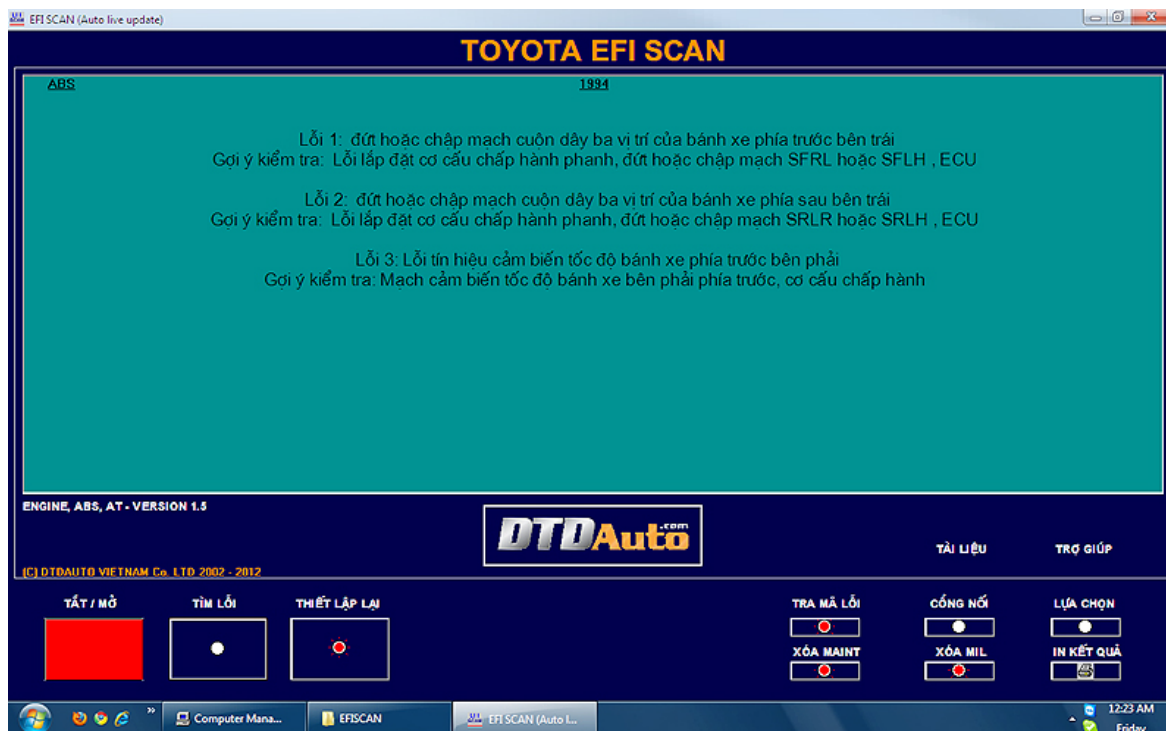 EFI SCAN (Auto live update)
TOYOTA EFI SCAN
ABS 1994
Lỗi 1: đứt hoặc chập mạch cuộn dây ba vị trí của bánh xe phía trước bên trái
Gợi ý kiểm tra: Lỗi lắp đặt cơ cấu chấp hành phanh, đứt hoặc chập mạch SFRL hoặc SFLH , ECU
Lỗi 2: đứt hoặc chập mạch cuộn dây ba vị trí của bánh xe phía sau bên trái
Gợi ý kiểm tra: Lỗi lắp đặt cơ cấu chấp hành phanh, đứt hoặc chập mạch SRLR hoặc SRLH , ECU
Lỗi 3: Lỗi tín hiệu cảm biến tốc độ bánh xe phía trước bên phải
Gợi ý kiểm tra: Mạch cảm biến tốc độ bánh xe bên phải phía trước, cơ cấu chấp hành
ENGINE, ABS, AT - VERSION 1.5
DTDAuto.com
TÀI LIỆU TRỢ GIÚP
(C) DTDAUTO VIETNAM Co. LTD 2002 - 2012
TẮT / MỞ TÌM LỖI THIẾT LẬP LẠI TRA MÃ LỖI CỔNG NỐI LỰA CHỌN
XÓA MAINT XÓA MIL IN KẾT QUẢ
Computer Mana... EFISCAN EFI SCAN (Auto l... 12:23 AM
Friday